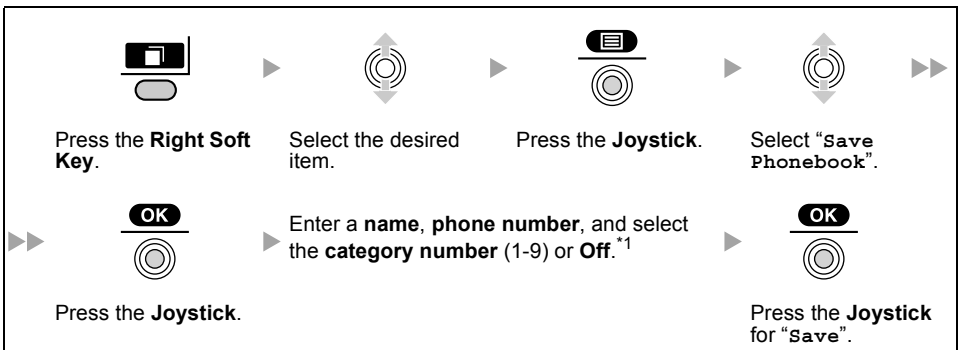 Press the Right Soft
Key.
Select the desired
item.
Press the Joystick.
Select “Save
Phonebook”.
OK
Press the Joystick.
Enter a name, phone number, and select
the category number (1-9) or Off.*1
OK
Press the Joystick
for “Save”.